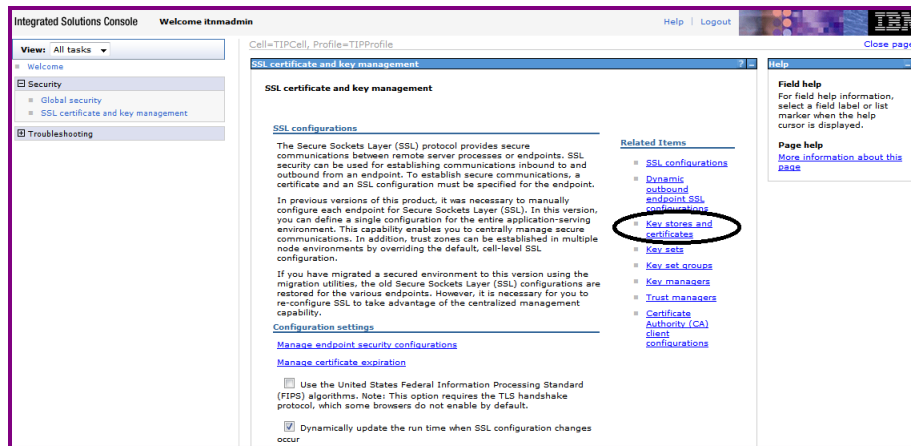 Integrated Solutions Console Welcome itnmadmin Help | Logout IBM
View: All tasks
Welcome
Security
Global security
SSL certificate and key management
Troubleshooting
Cell=TIPCell, Profile=TIPProfile
Close page
SSL certificate and key management ? -
SSL certificate and key management
SSL configurations
The Secure Sockets Layer (SSL) protocol provides secure
communications between remote server processes or endpoints. SSL
security can be used for establishing communications inbound to and
outbound from an endpoint. To establish secure communications, a
certificate and an SSL configuration must be specified for the endpoint.
In previous versions of this product, it was necessary to manually
configure each endpoint for Secure Sockets Layer (SSL). In this version,
you can define a single configuration for the entire application-serving
environment. This capability enables you to centrally manage secure
communications. In addition, trust zones can be established in multiple
node environments by overriding the default, cell-level SSL
configuration.
If you have migrated a secured environment to this version using the
migration utilities, the old Secure Sockets Layer (SSL) configurations are
restored for the various endpoints. However, it is necessary for you to
re-configure SSL to take advantage of the centralized management
capability.
Configuration settings
Manage endpoint security configurations
Manage certificate expiration
Use the United States Federal Information Processing Standard
(FIPS) algorithms. Note: This option requires the TLS handshake
protocol, which some browsers do not enable by default.
Dynamically update the run time when SSL configuration changes
occur
Related Items
SSL configurations
Dynamic
outbound
endpoint SSL
configurations
Key stores and
certificates
Key sets
Key set groups
Key managers
Trust managers
Certificate
Authority (CA)
client
configurations
Help -
Field help
For field help information,
select a field label or list
marker when the help
cursor is displayed.
Page help
More information about this
page